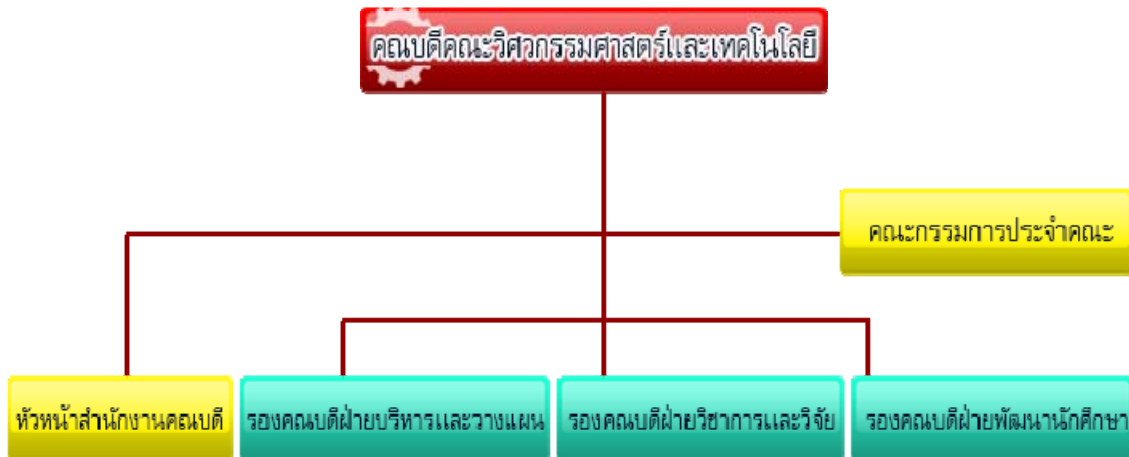 คณบดีคณะวิศวกรรมศาสตร์และเทคโนโลยี
คณะกรรมการประจำคณะ
หัวหน้าสำนักงานคณบดี
รองคณบดีฝ่ายบริหารและวางแผน
รองคณบดีฝ่ายวิชาการและวิจัย
รองคณบดีฝ่ายพัฒนานักศึกษา